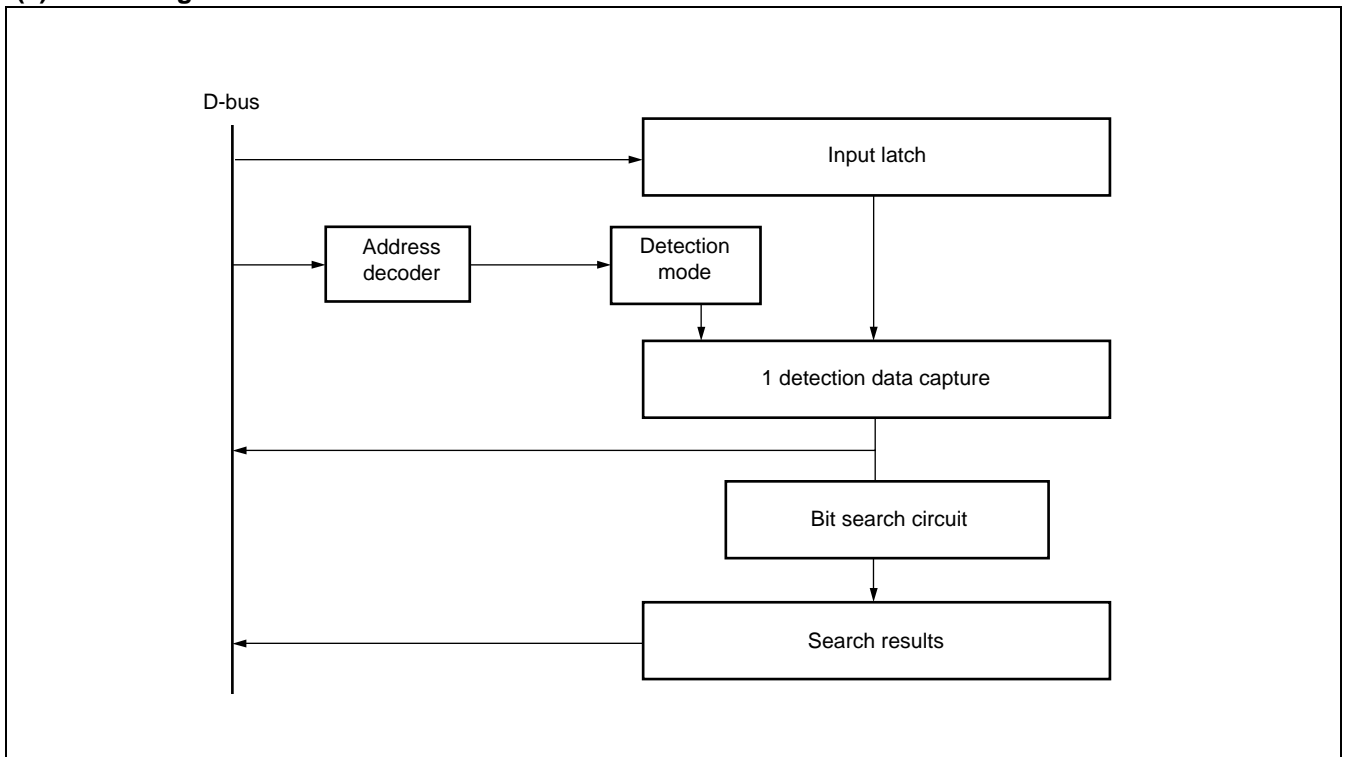 D-bus
Input latch
Address
decoder
Detection
mode
1 detection data capture
Bit search circuit
Search results